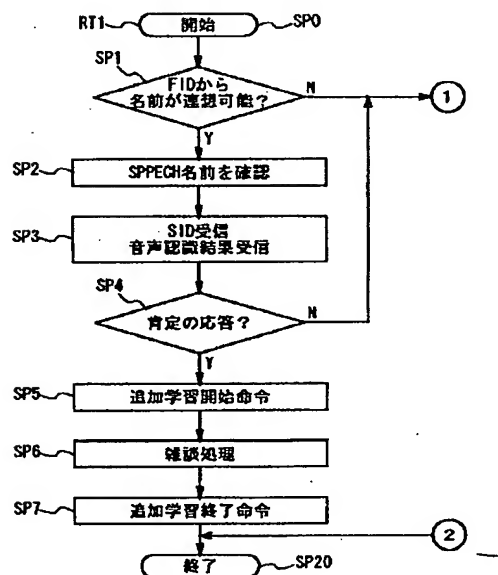 RT1 開始 SP0
SP1
FIDから
名前が連想可能？
N
①
Y
SP2 SPPECH名前を確認
SP3 SID受信
音声認識結果受信
SP4
肯定の応答？
N
Y
SP5 追加学習開始命令
SP6 雑談処理
SP7 追加学習終了命令
②
終了 SP20